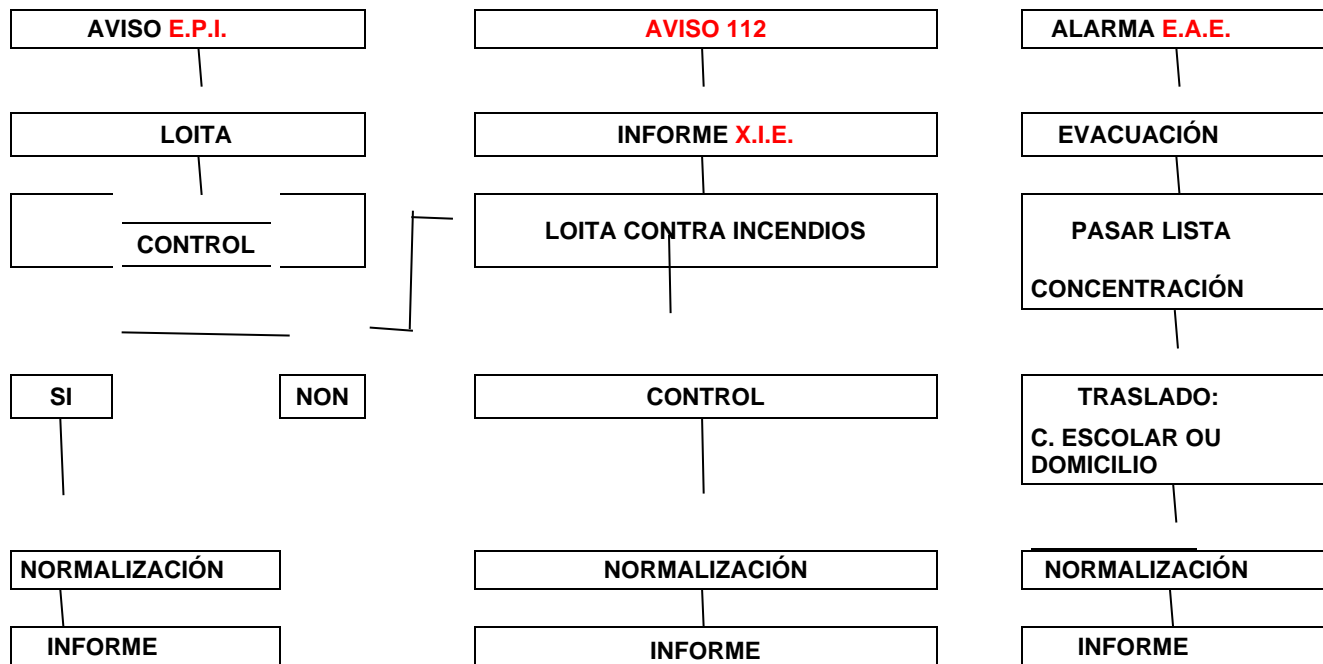 AVISO E.P.I.
AVISO 112
ALARMA E.A.E.
LOITA
INFORME X.I.E.
EVACUACIÓN
CONTROL
LOITA CONTRA INCENDIOS
PASAR LISTA
CONCENTRACIÓN
SI
NON
CONTROL
TRASLADO:
C. ESCOLAR OU
DOMICILIO
NORMALIZACIÓN
NORMALIZACIÓN
NORMALIZACIÓN
INFORME
INFORME
INFORME